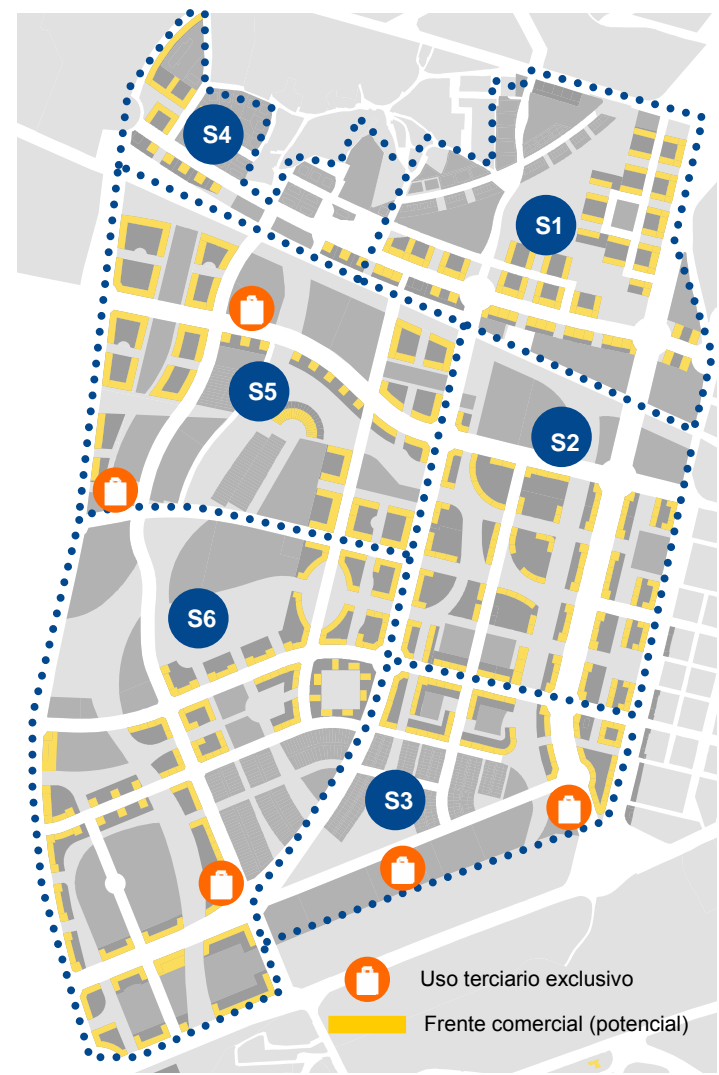 S4
S1
S5
S2
S6
S3
Uso terciario exclusivo
Frente comercial (potencial)